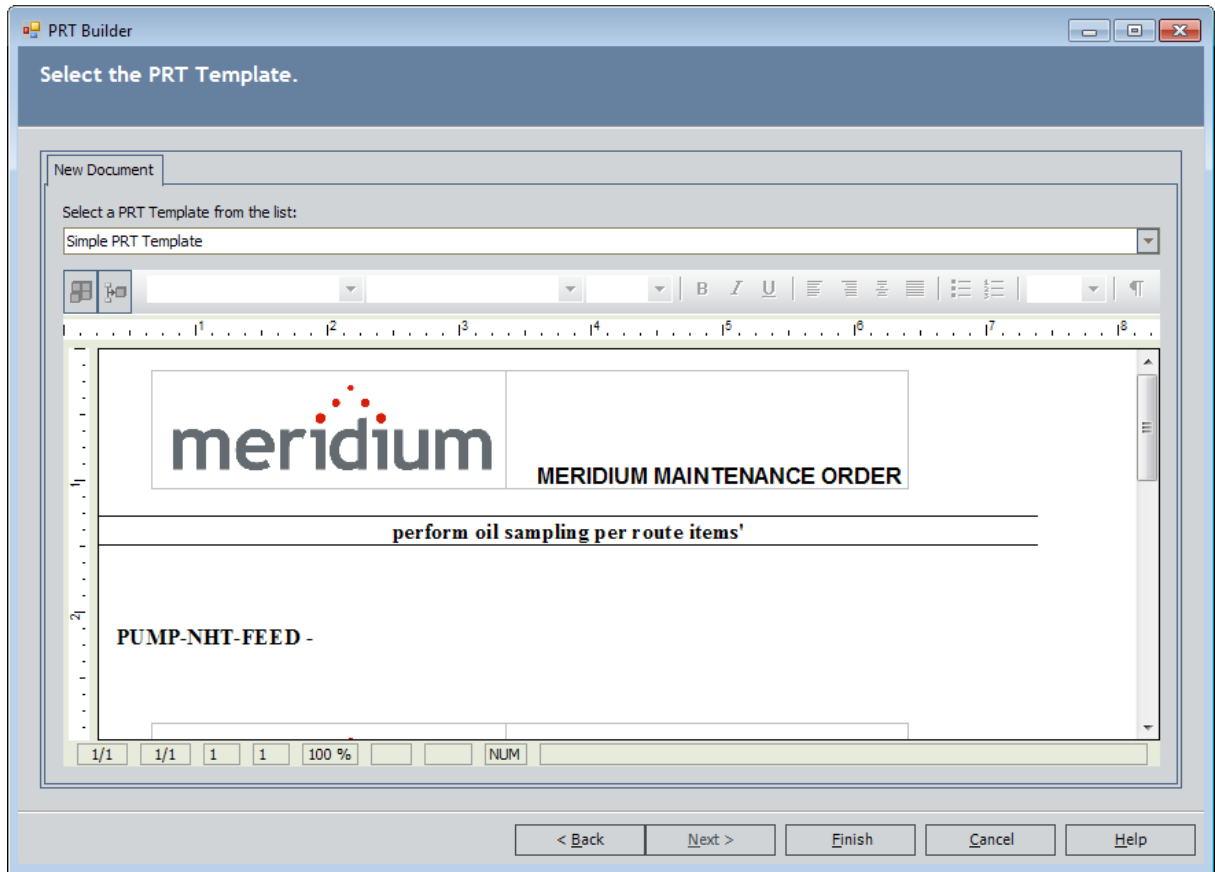 PRT Builder
Select the PRT Template.
New Document
Select a PRT Template from the list:
Simple PRT Template
B I U ¶
1 2 3 4 5 6 7 8
meridium
MERIDIUM MAINTENANCE ORDER
1
perform oil sampling per route items'
2
PUMP-NHT-FEED -
1/1 1/1 1 1 100 % NUM
< Back Next > Finish Cancel Help